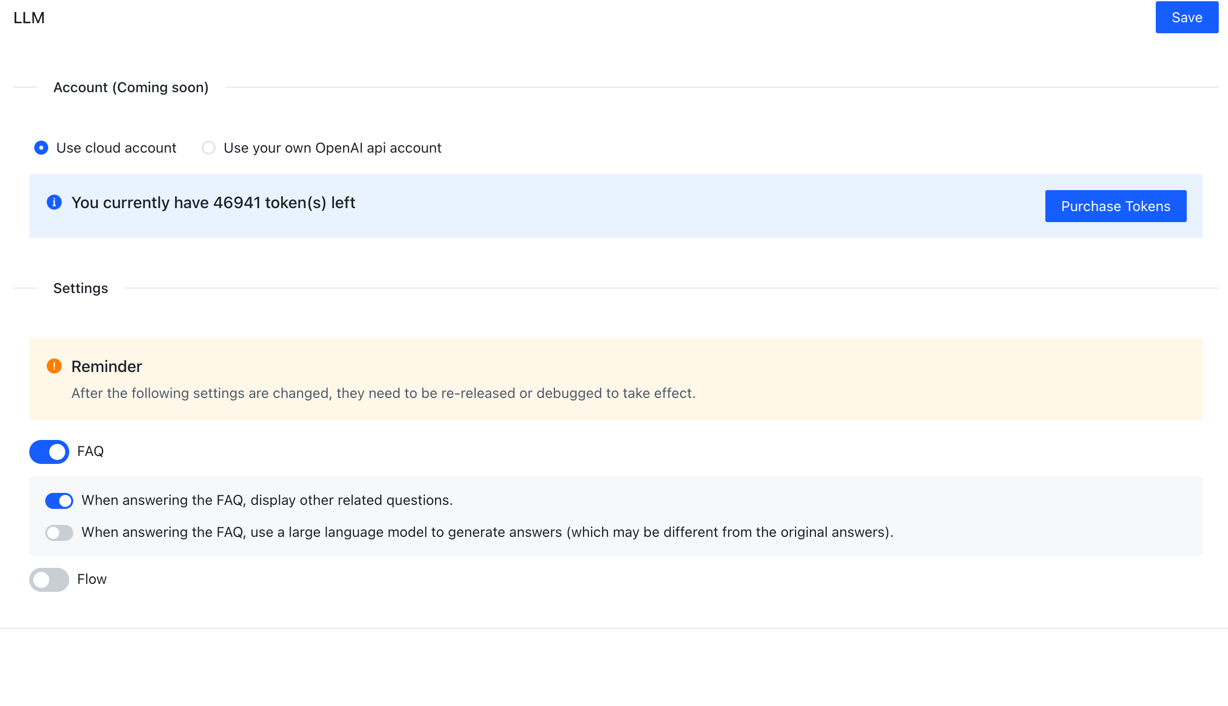 LLM
Save
Account (Coming soon)
Use cloud account
Use your own OpenAI api account
You currently have 46941 token(s) left
Purchase Tokens
Settings
Reminder
After the following settings are changed, they need to be re-released or debugged to take effect.
FAQ
When answering the FAQ, display other related questions.
When answering the FAQ, use a large language model to generate answers (which may be different from the original answers).
Flow